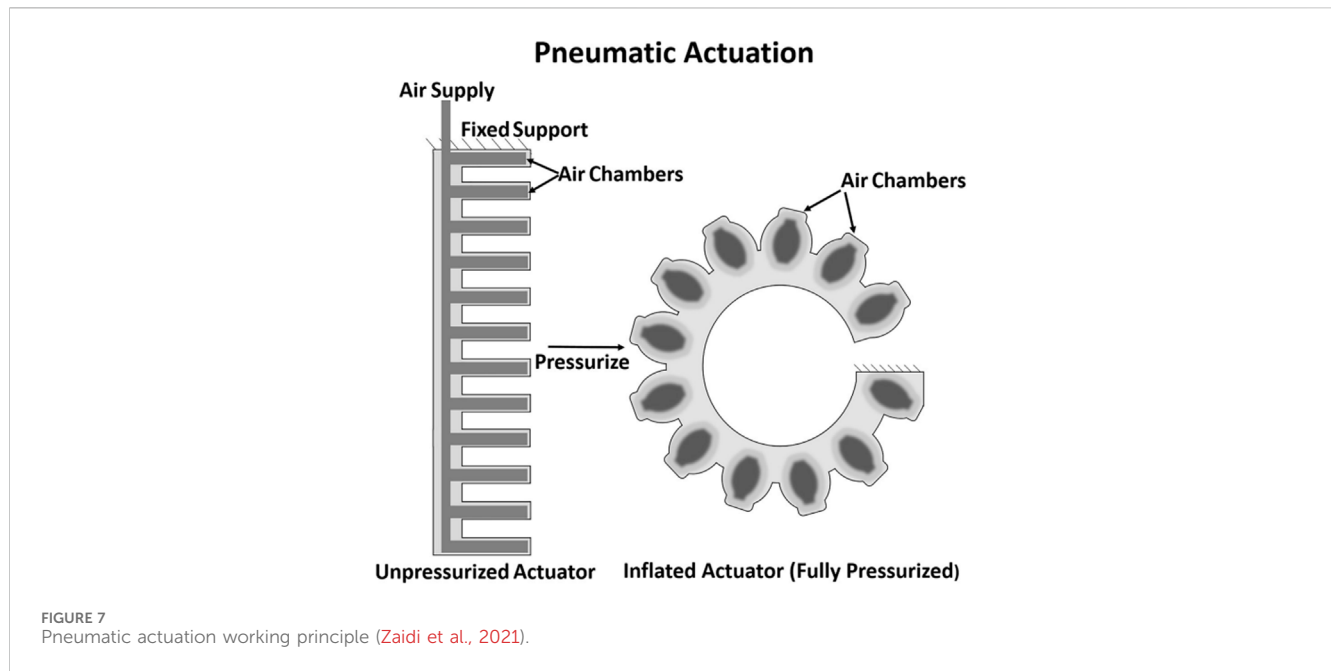 Pneumatic Actuation
Air Supply
Fixed Support
Air Chambers
Air Chambers
Pressurize
Unpressurized Actuator
Inflated Actuator (Fully Pressurized)
FIGURE 7
Pneumatic actuation working principle (Zaidi et al., 2021).